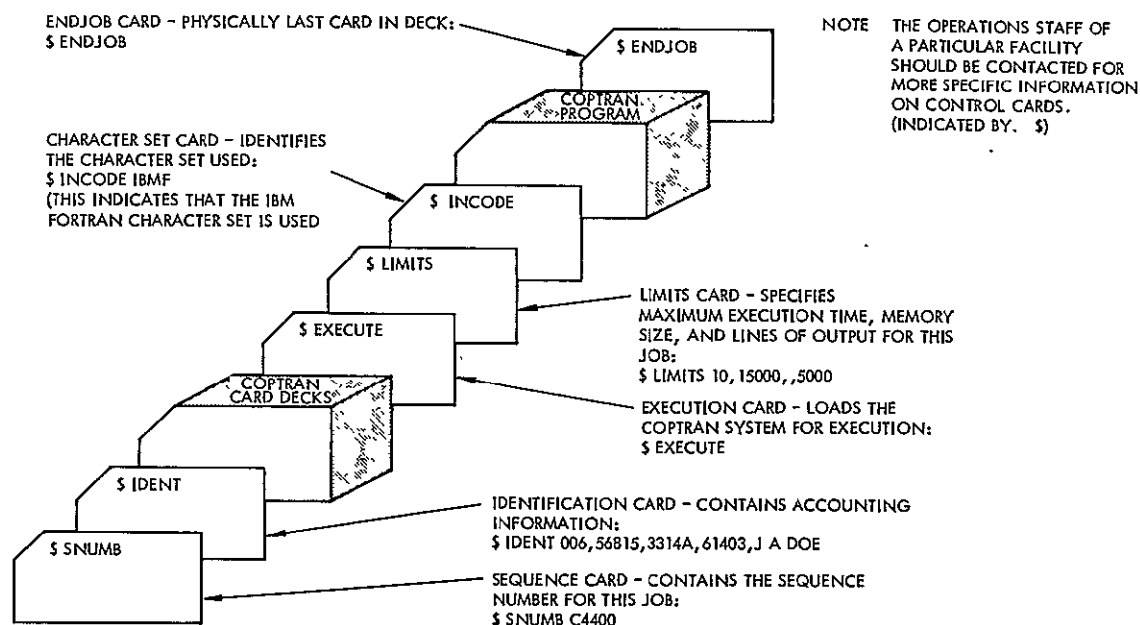 ENDJOB CARD - PHYSICALLY LAST CARD IN DECK:
$ ENDJOB
$ ENDJOB
NOTE THE OPERATIONS STAFF OF
A PARTICULAR FACILITY
SHOULD BE CONTACTED FOR
MORE SPECIFIC INFORMATION
ON CONTROL CARDS.
(INDICATED BY. $)
COPTRAN
PROGRAM
CHARACTER SET CARD - IDENTIFIES
THE CHARACTER SET USED:
$ INCODE IBMF
(THIS INDICATES THAT THE IBM
FORTRAN CHARACTER SET IS USED
$ INCODE
$ LIMITS
LIMITS CARD - SPECIFIES
MAXIMUM EXECUTION TIME, MEMORY
SIZE, AND LINES OF OUTPUT FOR THIS
JOB:
$ LIMITS 10,15000,,5000
$ EXECUTE
EXECUTION CARD - LOADS THE
COPTRAN SYSTEM FOR EXECUTION:
$ EXECUTE
COPTRAN
CARD DECKS
$ IDENT
IDENTIFICATION CARD - CONTAINS ACCOUNTING
INFORMATION:
$ IDENT 006,56815,3314A,61403,J A DOE
$ SNUMB
SEQUENCE CARD - CONTAINS THE SEQUENCE
NUMBER FOR THIS JOB:
$ SNUMB C4400